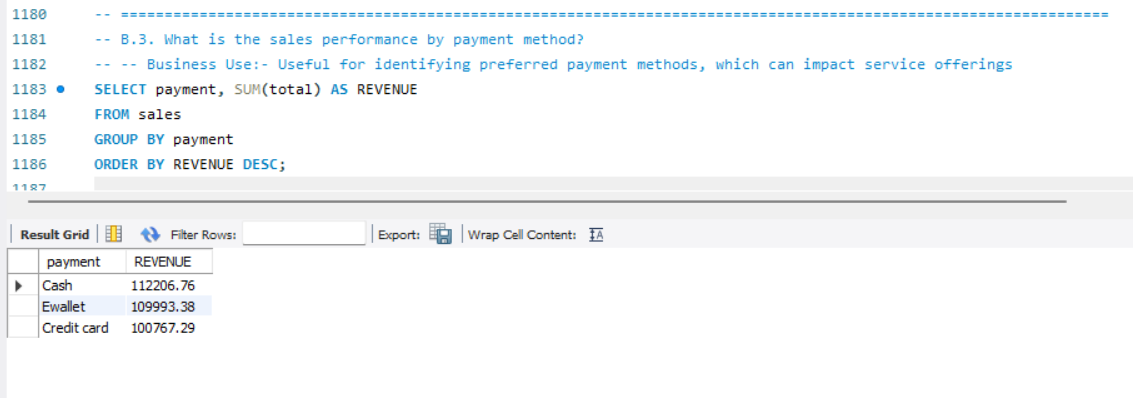 1180 -- ================================================================================================================
1181 -- B.3. What is the sales performance by payment method?
1182 -- -- Business Use:- Useful for identifying preferred payment methods, which can impact service offerings
1183 SELECT payment, SUM(total) AS REVENUE
1184 FROM sales
1185 GROUP BY payment
1186 ORDER BY REVENUE DESC;
1187
Result Grid Filter Rows: Export: Wrap Cell Content: IA
payment REVENUE
Cash 112206.76
Ewallet 109993.38
Credit card 100767.29